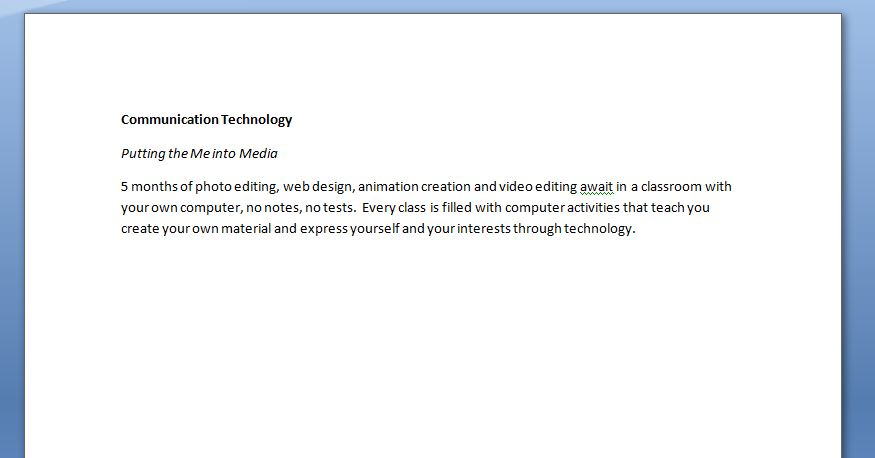 Communication Technology
Putting the Me into Media
5 months of photo editing, web design, animation creation and video editing await in a classroom with
your own computer, no notes, no tests.  Every class is filled with computer activities that teach you
create your own material and express yourself and your interests through technology.